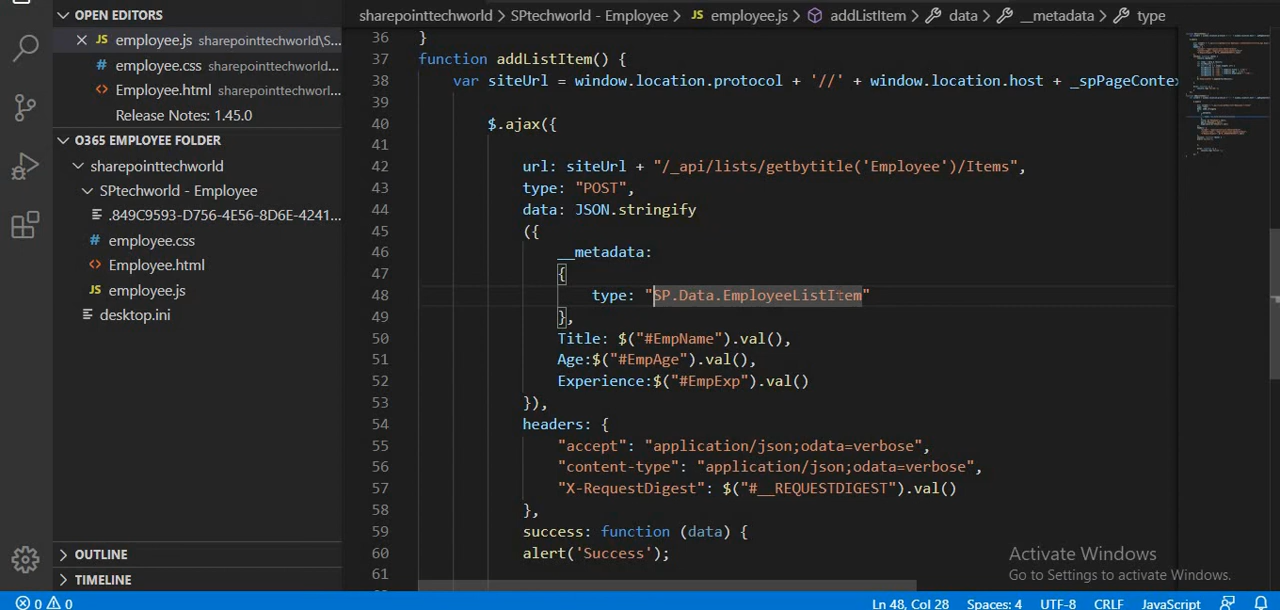 OPEN EDITORS
sharepointtechworld > SPtechworld - Employee > JS employee.js > addListItem > data > __metadata > type
JS employee.js sharepointtechworld\S...
# employee.css sharepointtechworld...
<> Employee.html sharepointtechworl...
Release Notes: 1.45.0
O365 EMPLOYEE FOLDER
sharepointtechworld
SPtechworld - Employee
.849C9593-D756-4E56-8D6E-4241...
# employee.css
<> Employee.html
JS employee.js
desktop.ini
OUTLINE
TIMELINE
36 }
37 function addListItem() {
38 var siteUrl = window.location.protocol + '//' + window.location.host + _spPageContex
39
40 $.ajax({
41
42 url: siteUrl + "/_api/lists/getbytitle('Employee')/Items",
43 type: "POST",
44 data: JSON.stringify
45 ({
46 __metadata:
47 {
48 type: "SP.Data.EmployeeListItem"
49 },
50 Title: $("#EmpName").val(),
51 Age:$("#EmpAge").val(),
52 Experience:$("#EmpExp").val()
53 }),
54 headers: {
55 "accept": "application/json;odata=verbose",
56 "content-type": "application/json;odata=verbose",
57 "X-RequestDigest": $("#__REQUESTDIGEST").val()
58 },
59 success: function (data) {
60 alert('Success');
61
Activate Windows
Go to Settings to activate Windows.
0 0 Ln 48, Col 28 Spaces: 4 UTF-8 CRLF JavaScript